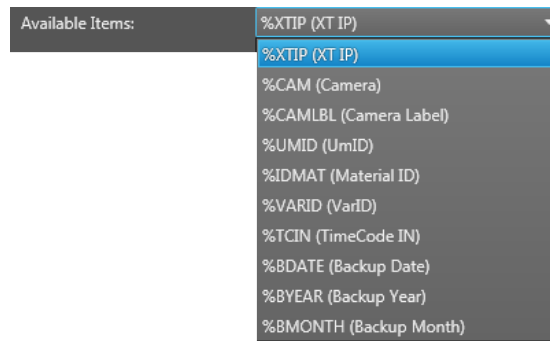 Available Items:
%XTIP (XT IP)
%XTIP (XT IP)
%CAM (Camera)
%CAMLBL (Camera Label)
%UMID (UmID)
%IDMAT (Material ID)
%VARID (VarID)
%TCIN (TimeCode IN)
%BDATE (Backup Date)
%BYEAR (Backup Year)
%BMONTH (Backup Month)